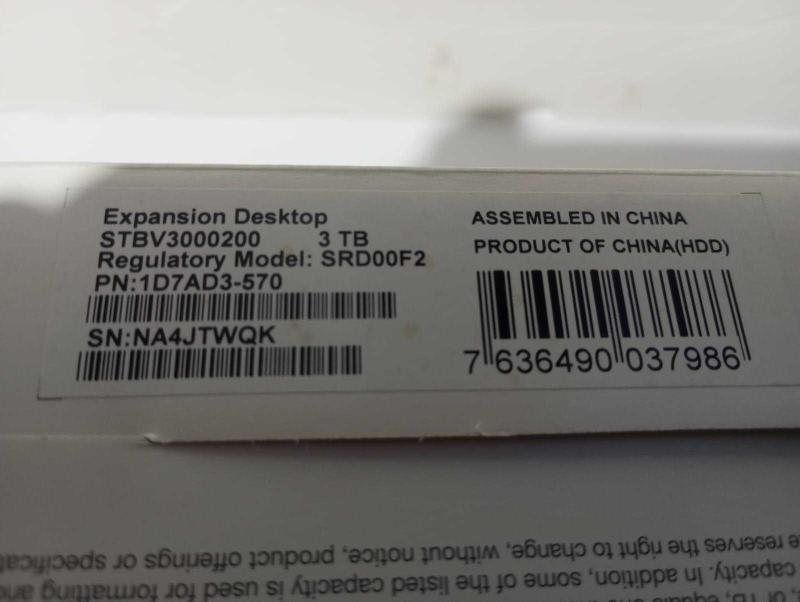 Expansion Desktop
STBV3000200 3 TB
Regulatory Model: SRD00F2
PN:1D7AD3-570
SN:NA4JTWQK
ASSEMBLED IN CHINA
PRODUCT OF CHINA(HDD)
7 636490 037986
e reserves the right to change, without notice, product offerings or specific
capacity. In addition, some of the listed capacity is used for formatting and